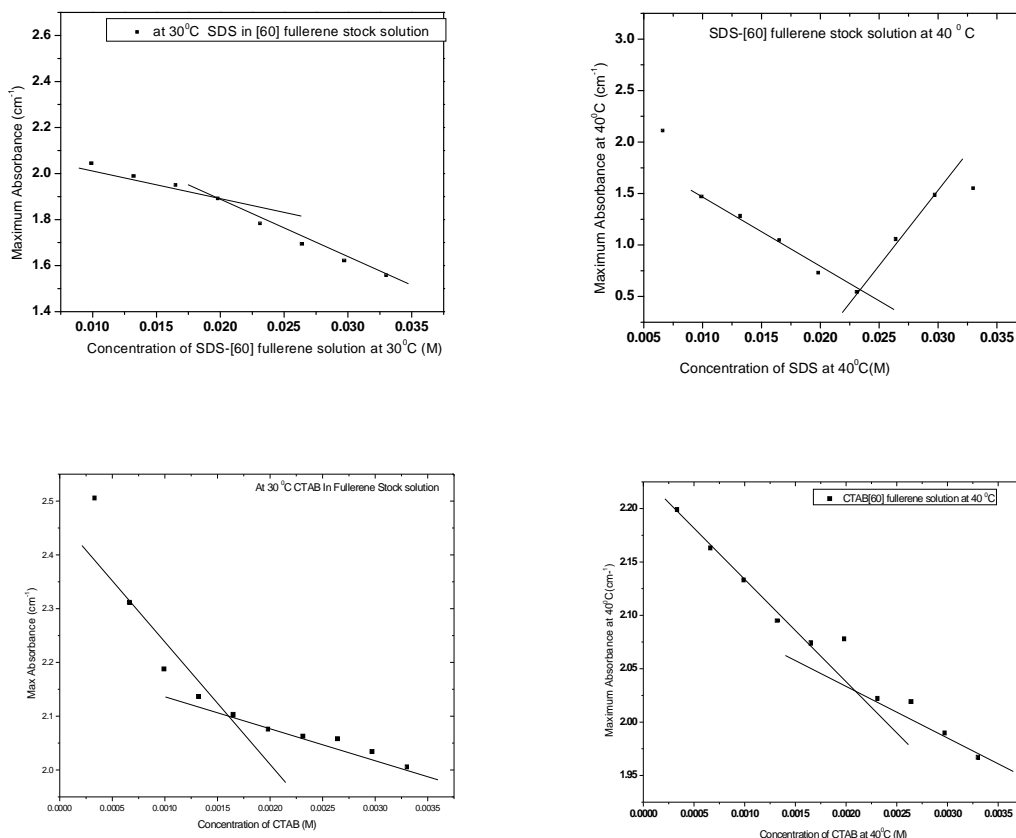 at 30°C SDS in [60] fullerene stock solution
2.6
2.4
2.2
2.0
1.8
1.6
1.4
Maximum Absorbance (cm⁻¹)
0.010 0.015 0.020 0.025 0.030 0.035
Concentration of SDS-[60] fullerene solution at 30⁰C (M)
SDS-[60] fullerene stock solution at 40 ⁰ C
3.0
2.5
2.0
1.5
1.0
0.5
Maximum Absorbance at 40⁰C (cm⁻¹)
0.005 0.010 0.015 0.020 0.025 0.030 0.035
Concentration of SDS at 40⁰C(M)
At 30 ⁰C CTAB In Fullerene Stock solution
2.5
2.4
2.3
2.2
2.1
2.0
Max Absorbance (cm⁻¹)
0.0000 0.0005 0.0010 0.0015 0.0020 0.0025 0.0030 0.0035
Concentration of CTAB (M)
CTAB[60] fullerene solution at 40 ⁰C
2.20
2.15
2.10
2.05
2.00
1.95
Maximum Absorbance at 40⁰C(cm-¹)
0.0000 0.0005 0.0010 0.0015 0.0020 0.0025 0.0030 0.0035
Concentration of CTAB at 40⁰C (M)